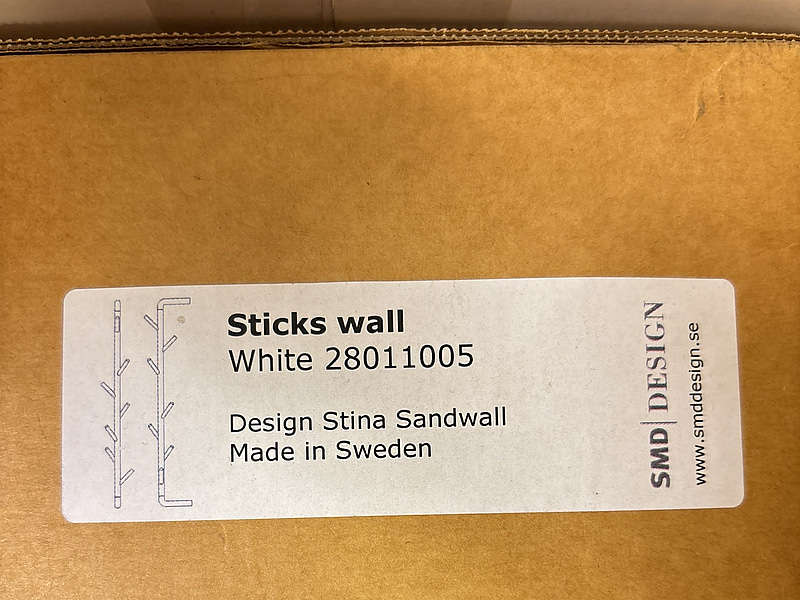 Sticks wall
White 28011005
Design Stina Sandwall
Made in Sweden
SMD|DESIGN
www.smddesign.se